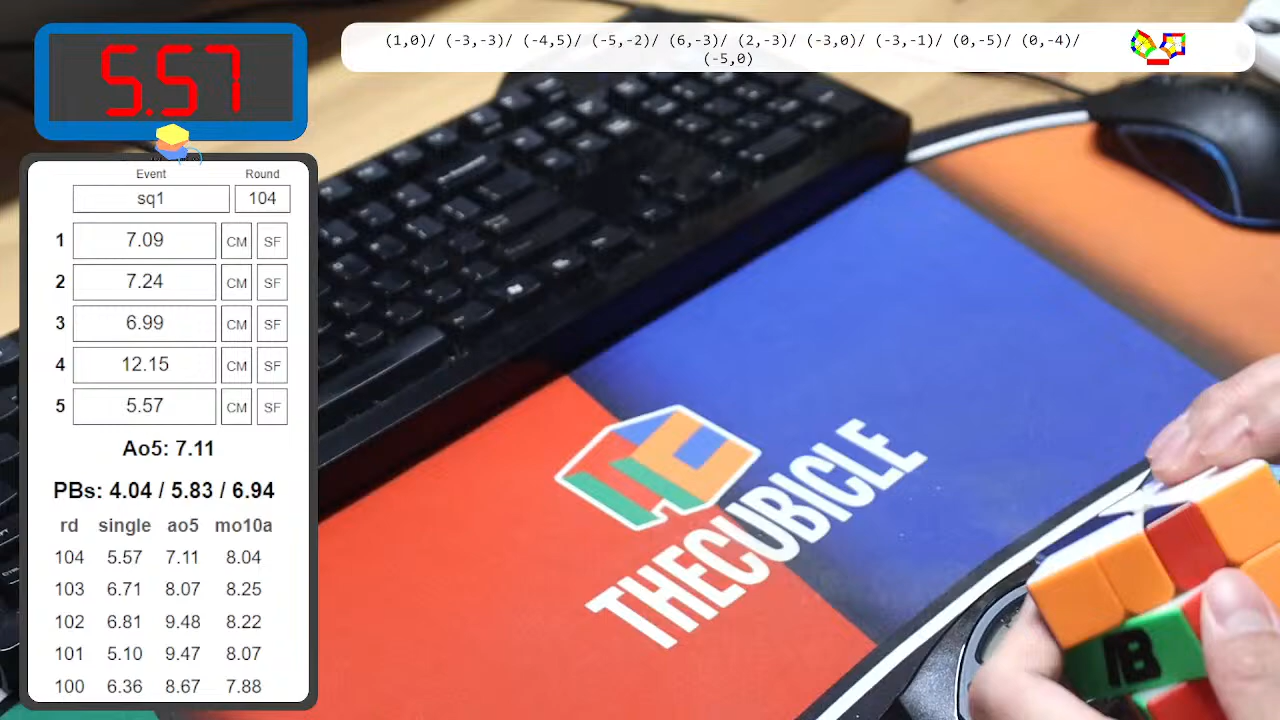 5.57
(1,0)/ (-3,-3)/ (-4,5)/ (-5,-2)/ (6,-3)/ (2,-3)/ (-3,0)/ (-3,-1)/ (0,-5)/ (0,-4)/
(-5,0)
Event Round
sq1 104
1 7.09 CM SF
2 7.24 CM SF
3 6.99 CM SF
4 12.15 CM SF
5 5.57 CM SF
Ao5: 7.11
PBs: 4.04 / 5.83 / 6.94
rd single ao5 mo10a
104 5.57 7.11 8.04
103 6.71 8.07 8.25
102 6.81 9.48 8.22
101 5.10 9.47 8.07
100 6.36 8.67 7.88
THECUBICLE